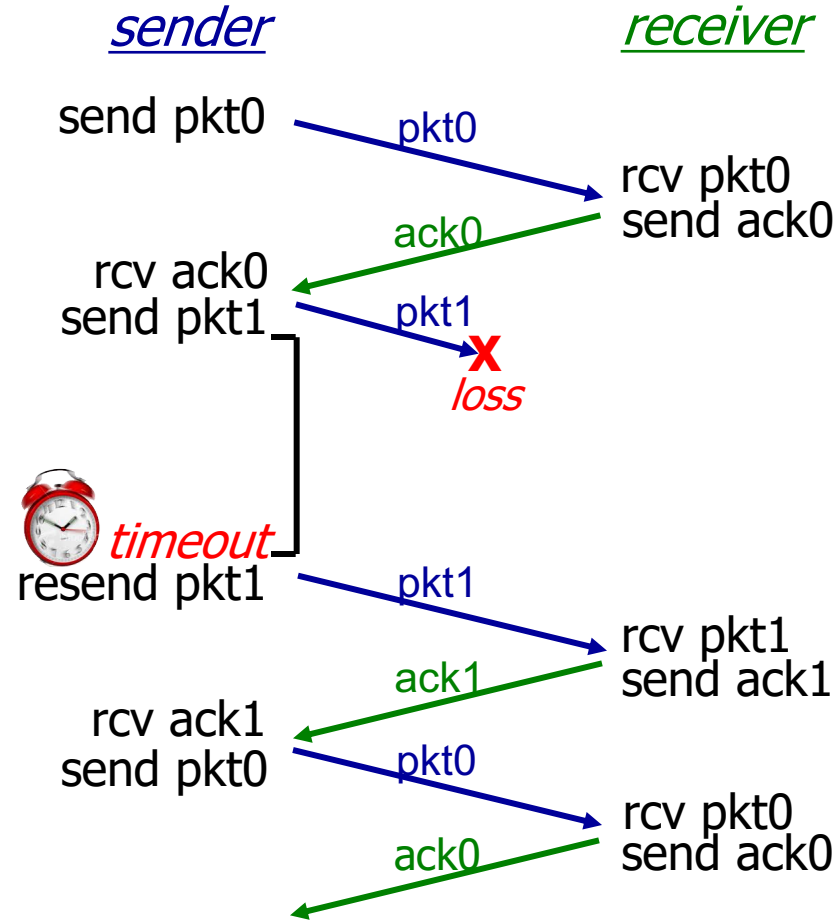 sender
receiver
send pkt0
pkt0
rcv pkt0
send ack0
ack0
rcv ack0
send pkt1
pkt1
X
loss
timeout
resend pkt1
pkt1
rcv pkt1
send ack1
ack1
rcv ack1
send pkt0
pkt0
rcv pkt0
send ack0
ack0